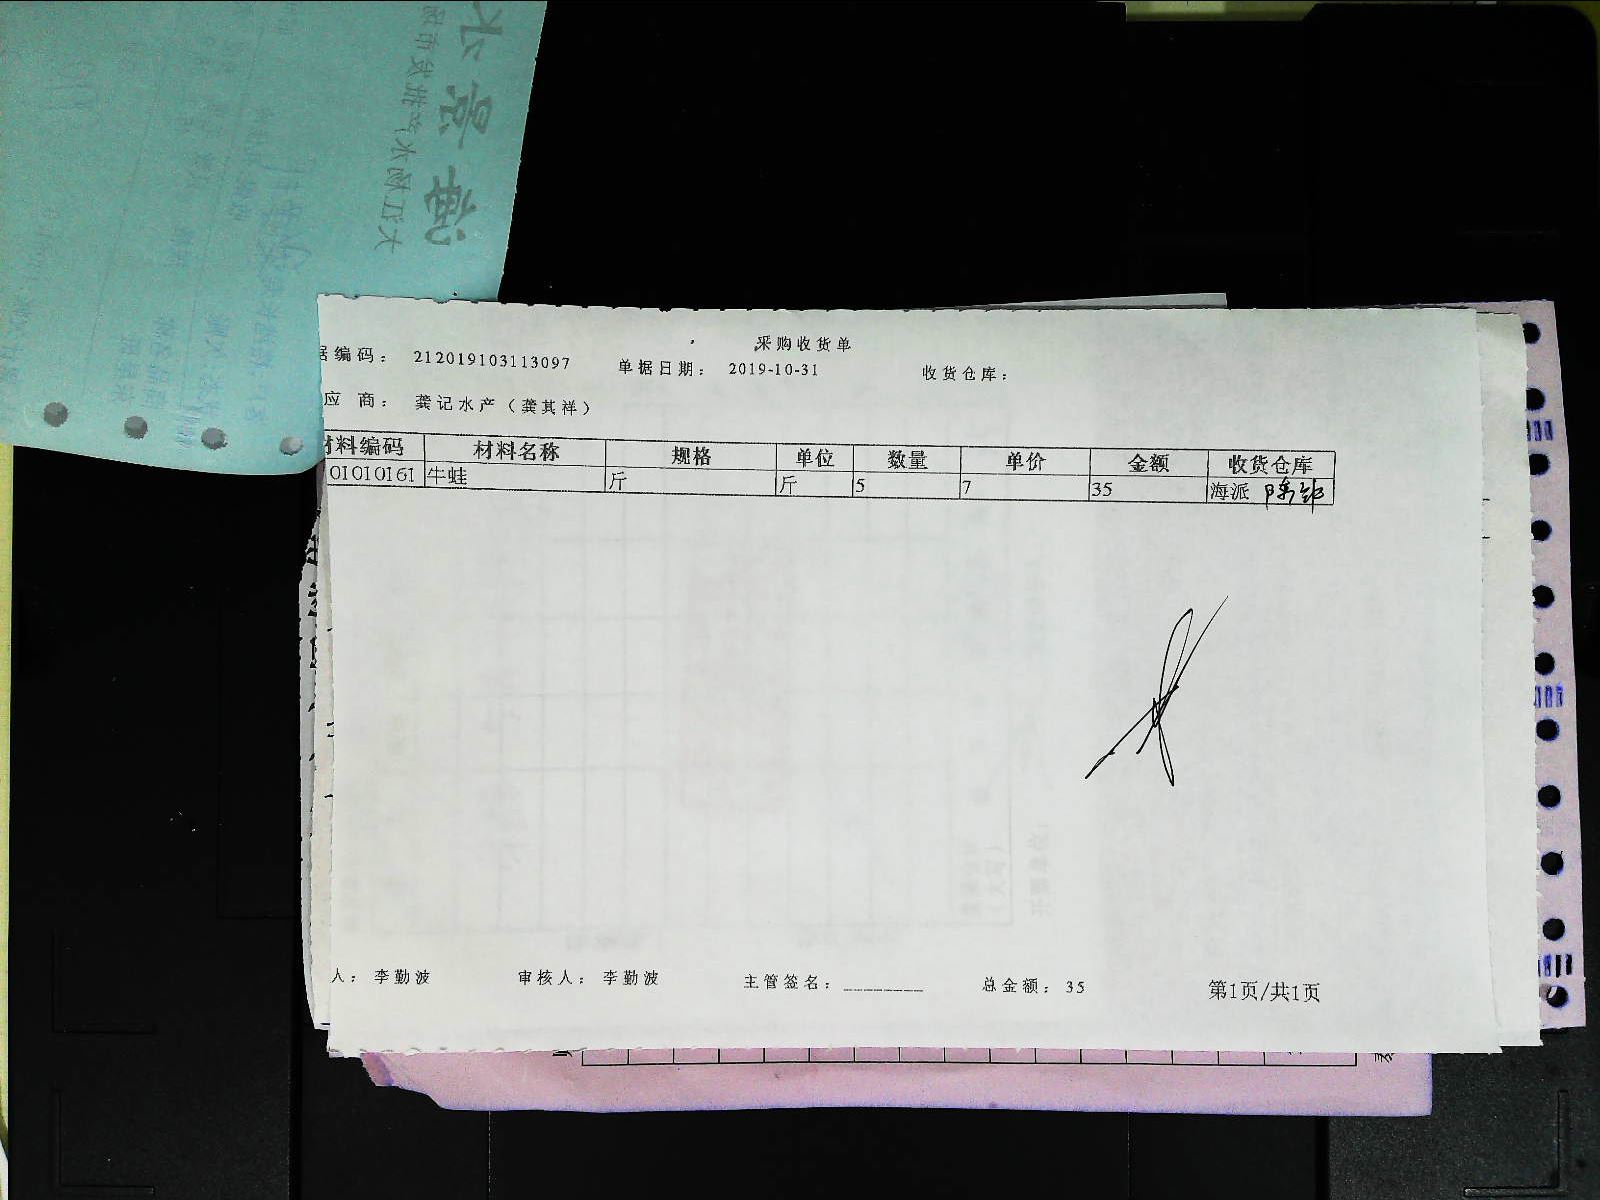 采购收货单
据编码： 212019103113097 单据日期： 2019-10-31 收货仓库：
应 商： 龚记水产（龚其祥）
材料编码 材料名称 规格 单位 数量 单价 金额 收货仓库
01010161 牛蛙 斤 斤 5 7 35 海派
人： 李勤波 审核人： 李勤波 主管签名：________ 总金额： 35 第1页/共1页